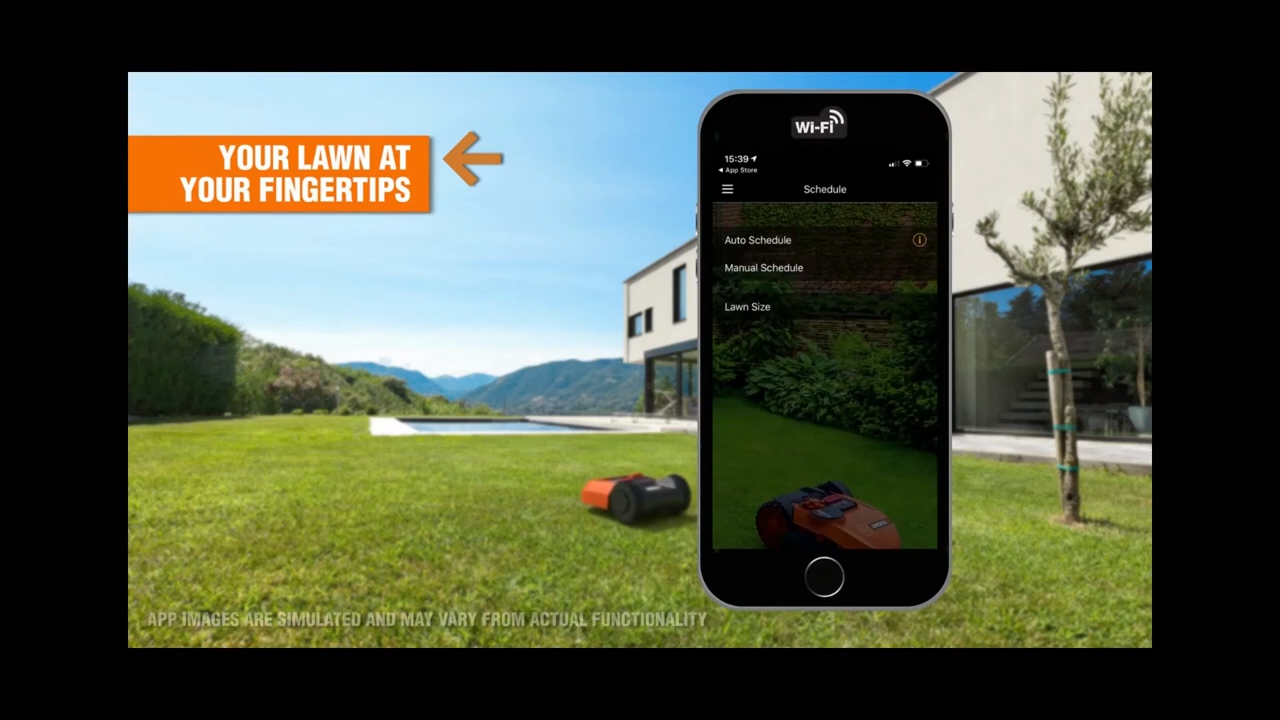 YOUR LAWN AT
YOUR FINGERTIPS
Wi-Fi
15:39
App Store
Schedule
Auto Schedule
Manual Schedule
Lawn Size
APP IMAGES ARE SIMULATED AND MAY VARY FROM ACTUAL FUNCTIONALITY